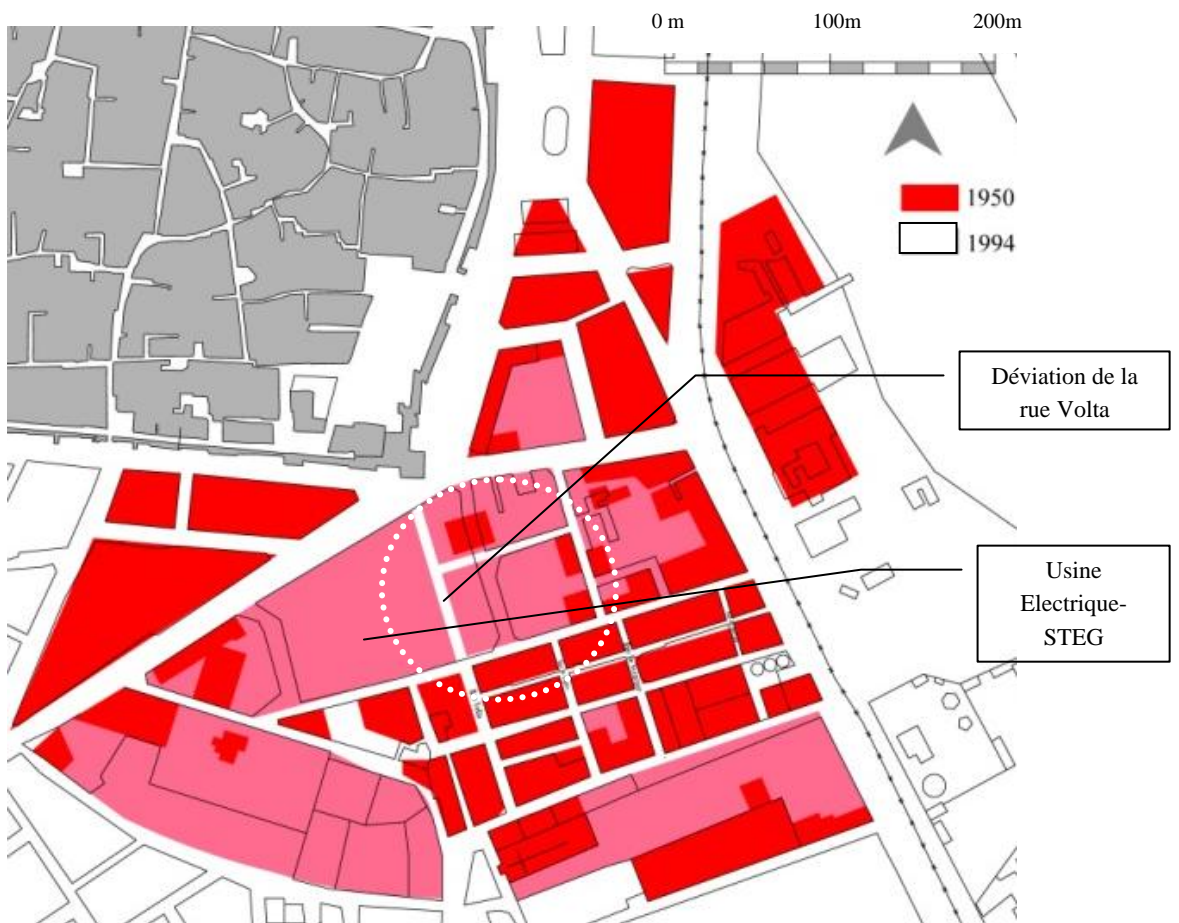 0 m 100m 200m
1950
1994
Déviation de la
rue Volta
Usine
Electrique-
STEG